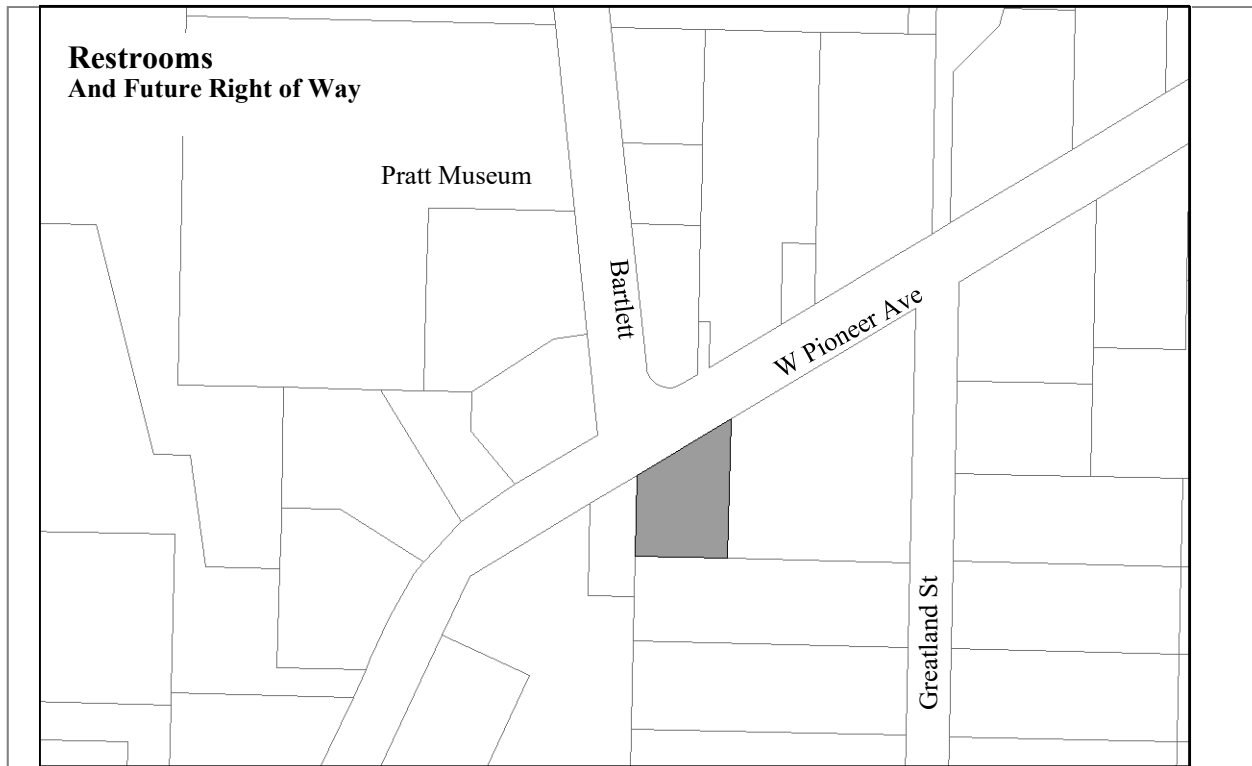 Restrooms
And Future Right of Way
Pratt Museum
Bartlett
W Pioneer Ave
Greatland St